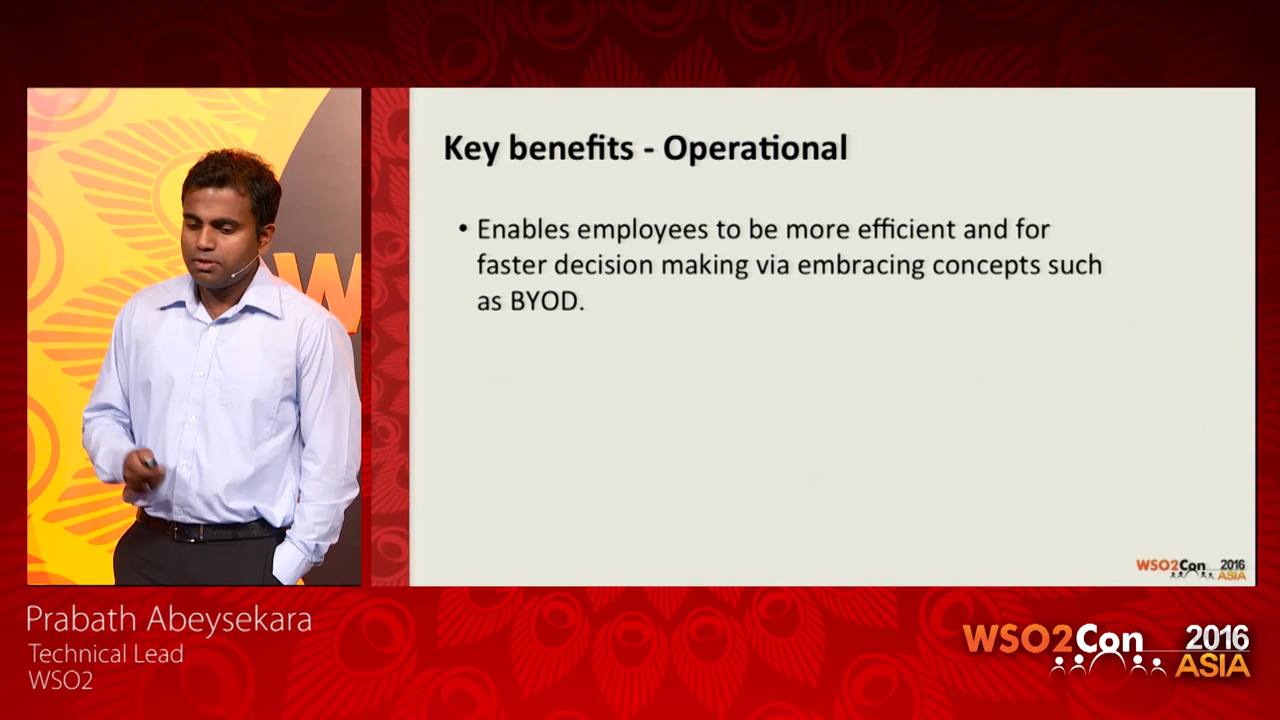 Key benefits - Operational
• Enables employees to be more efficient and for
faster decision making via embracing concepts such
as BYOD.
WSO2Con 2016
ASIA
W
Prabath Abeysekara
Technical Lead
WSO2
WSO2Con 2016
ASIA